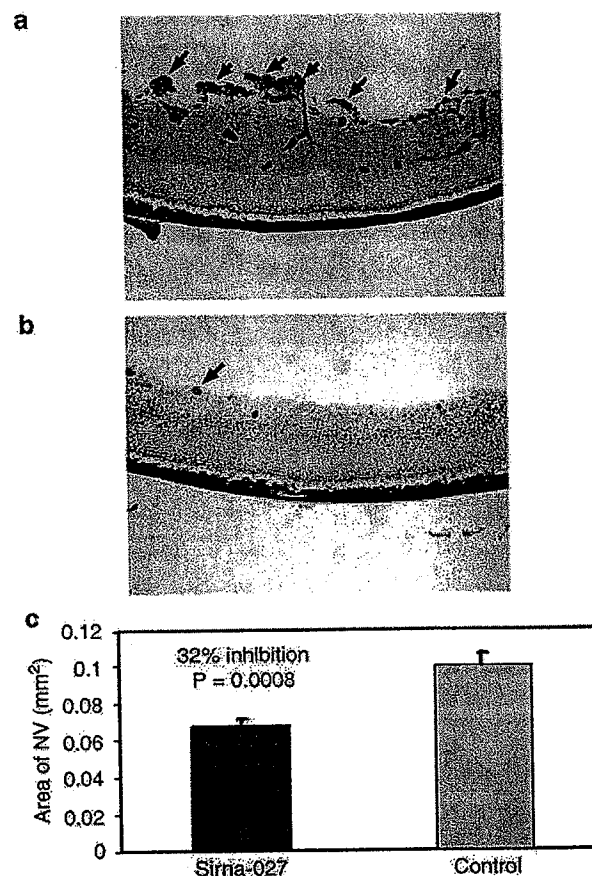 a
b
c
0.12
0.1
0.08
0.06
0.04
0.02
0
Area of NV (mm²)
32% inhibition
P = 0.0008
Sirna-027
Control